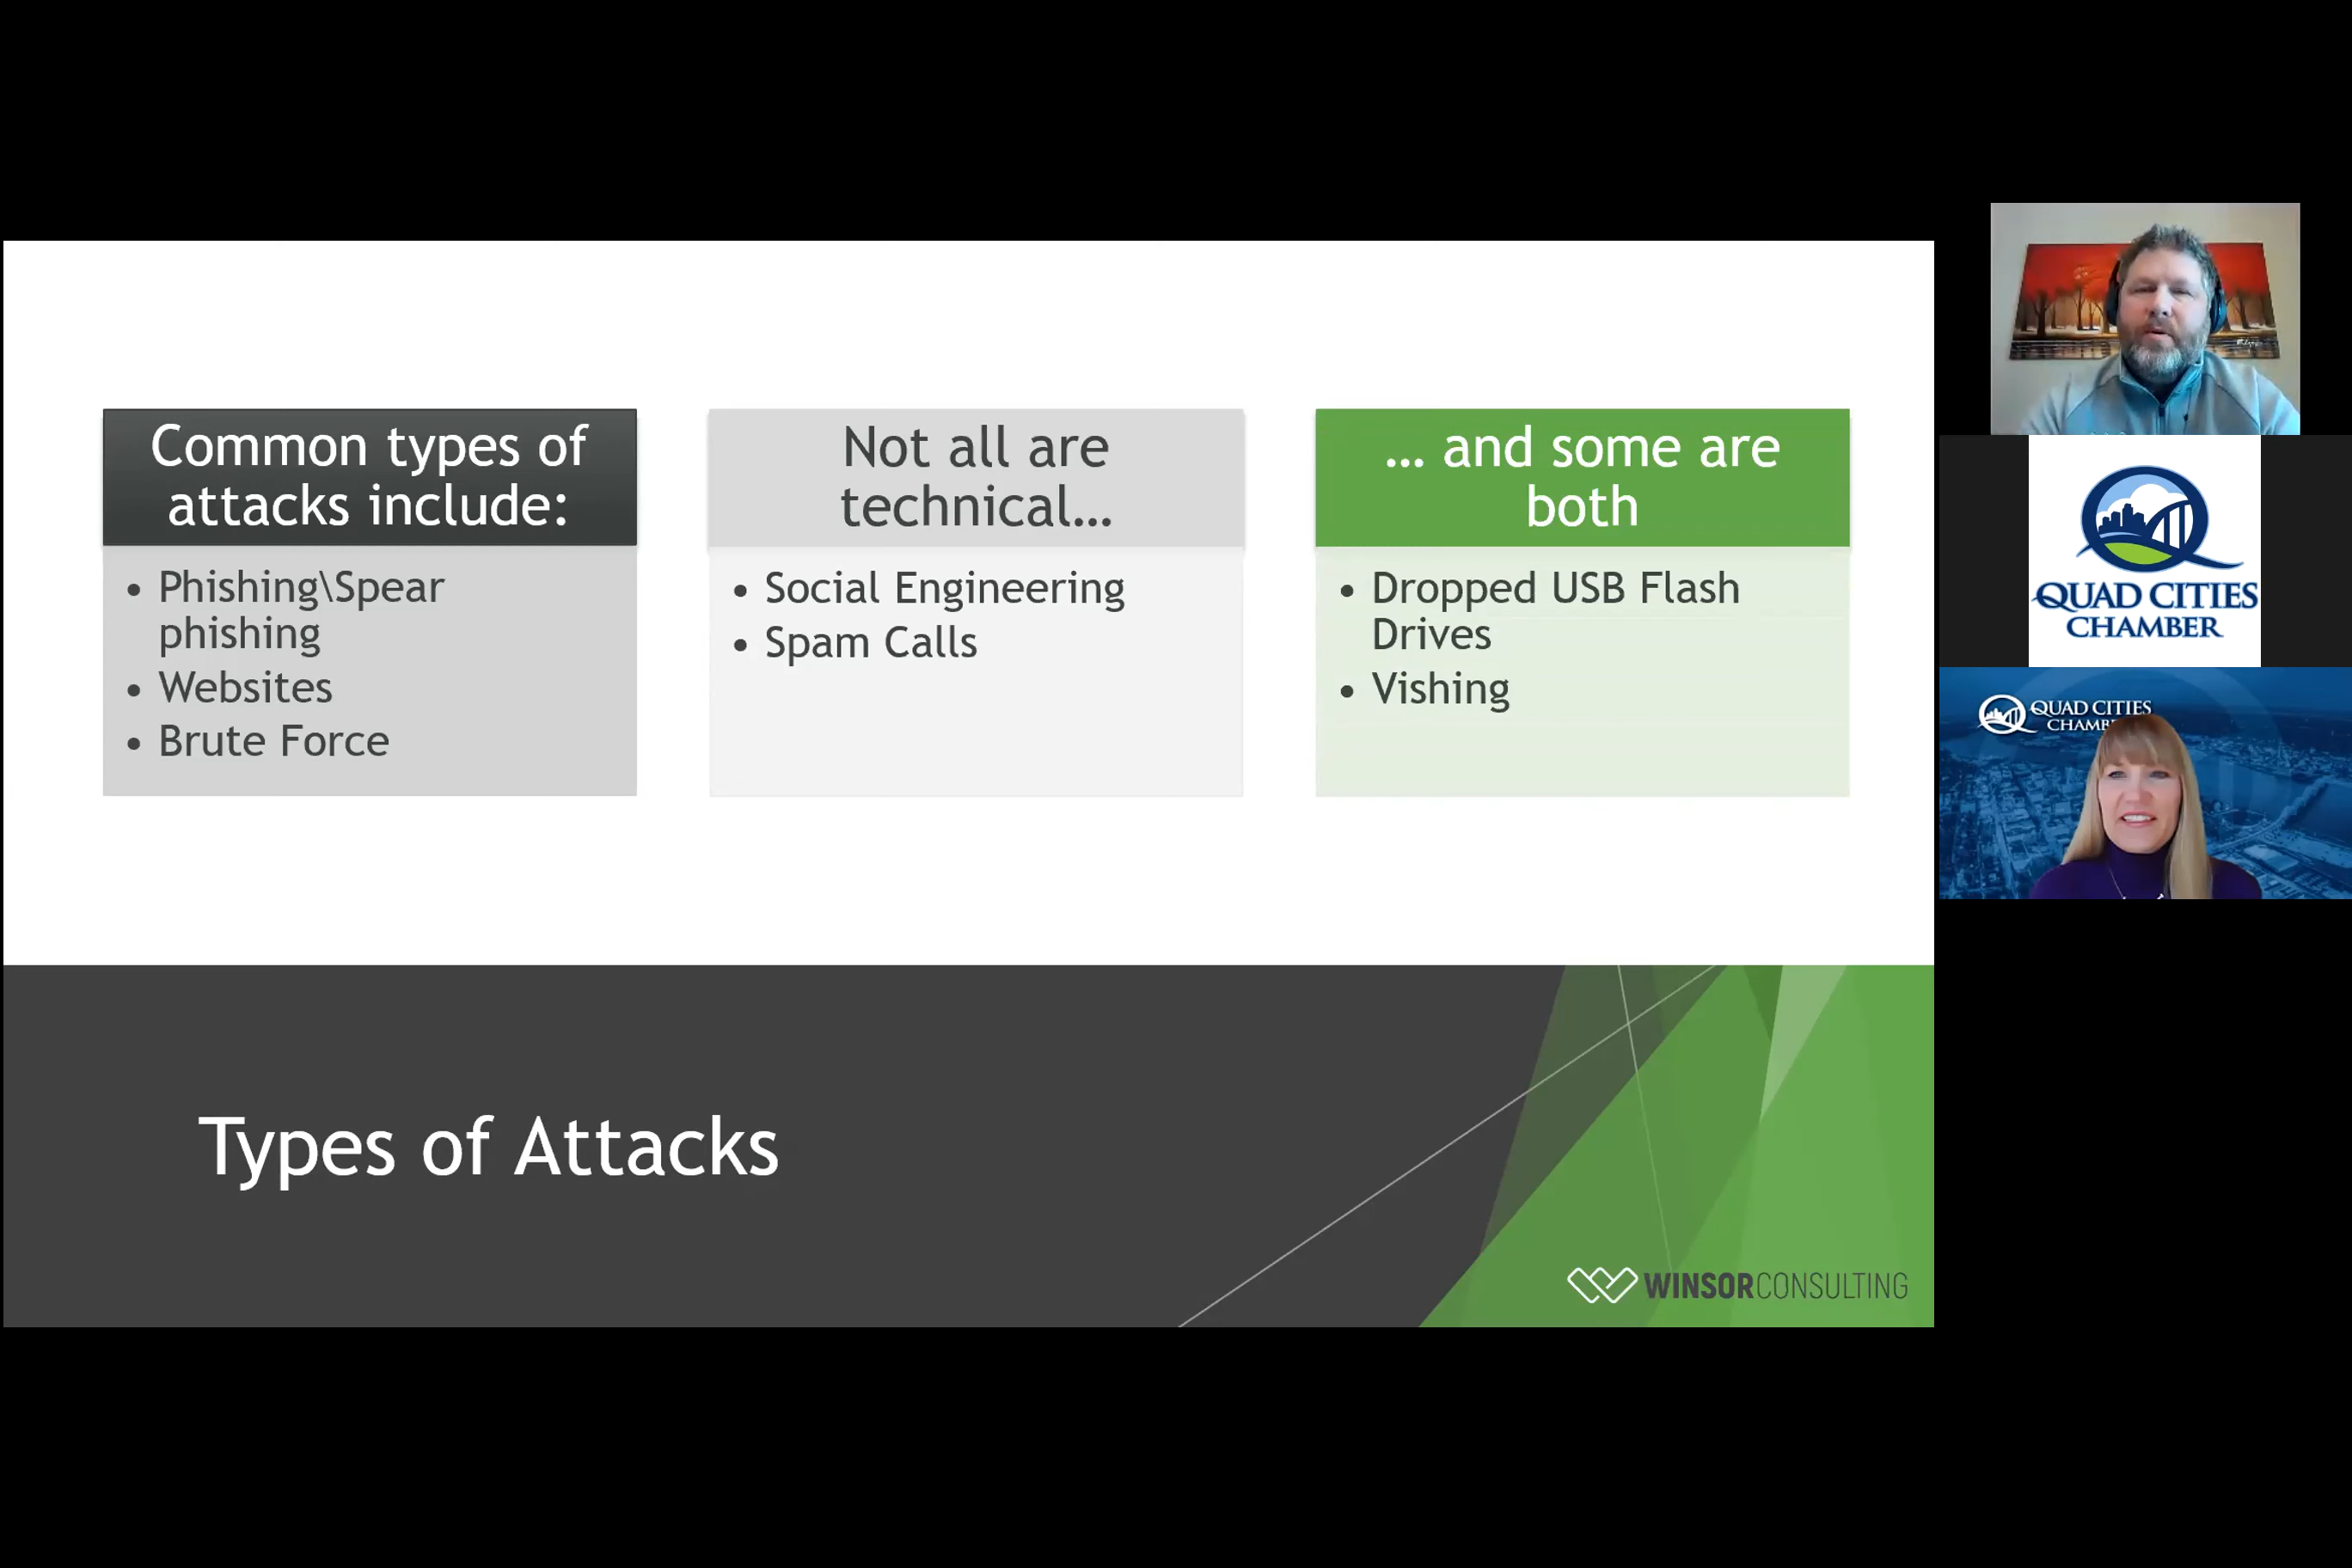 Common types of
attacks include:
• Phishing\Spear
phishing
• Websites
• Brute Force
Not all are
technical...
• Social Engineering
• Spam Calls
... and some are
both
• Dropped USB Flash
Drives
• Vishing
Types of Attacks
WINSORCONSULTING
QUAD CITIES
CHAMBER
QUAD CITIES